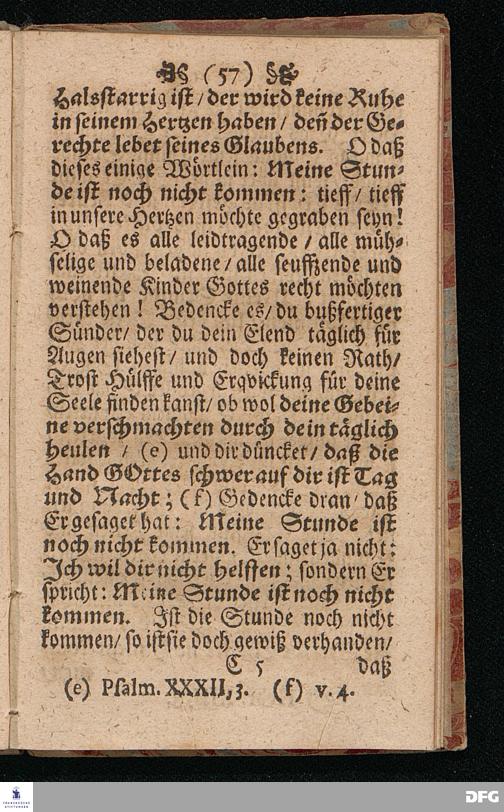 (57)
Halsstarrig ist / der wird keine Ruhe
in seinem Hertzen haben / deñ der Ge-
rechte lebet seines Glaubens. O daß
dieses einige Wörtlein: Meine Stun-
de ist noch nicht kommen: tieff / tieff
in unsere Hertzen möchte gegraben seyn!
O daß es alle leidtragende / alle müh-
selige und beladene / alle seufftzende und
weinende Kinder Gottes recht möchten
verstehen! Bedencke es / du bußfertiger
Sünder / der du dein Elend täglich für
Augen siehest / und doch keinen Rath /
Trost Hülffe und Erqvickung für deine
Seele finden kanst / ob wol deine Gebei-
ne verschmachten durch dein täglich
heulen / (e) und dir düncket / daß die
Hand GOttes schwer auf dir ist Tag
und Nacht; (f) Gedencke dran / daß
Er gesaget hat: Meine Stunde ist
noch nicht kommen. Er saget ja nicht:
Ich wil dir nicht helffen; sondern Er
spricht: Meine Stunde ist noch nicht
kommen. Ist die Stunde noch nicht
kommen / so ist sie doch gewiß verhanden /
C 5 daß
(e) Psalm. XXXII, 3. (f) v. 4.
DFG